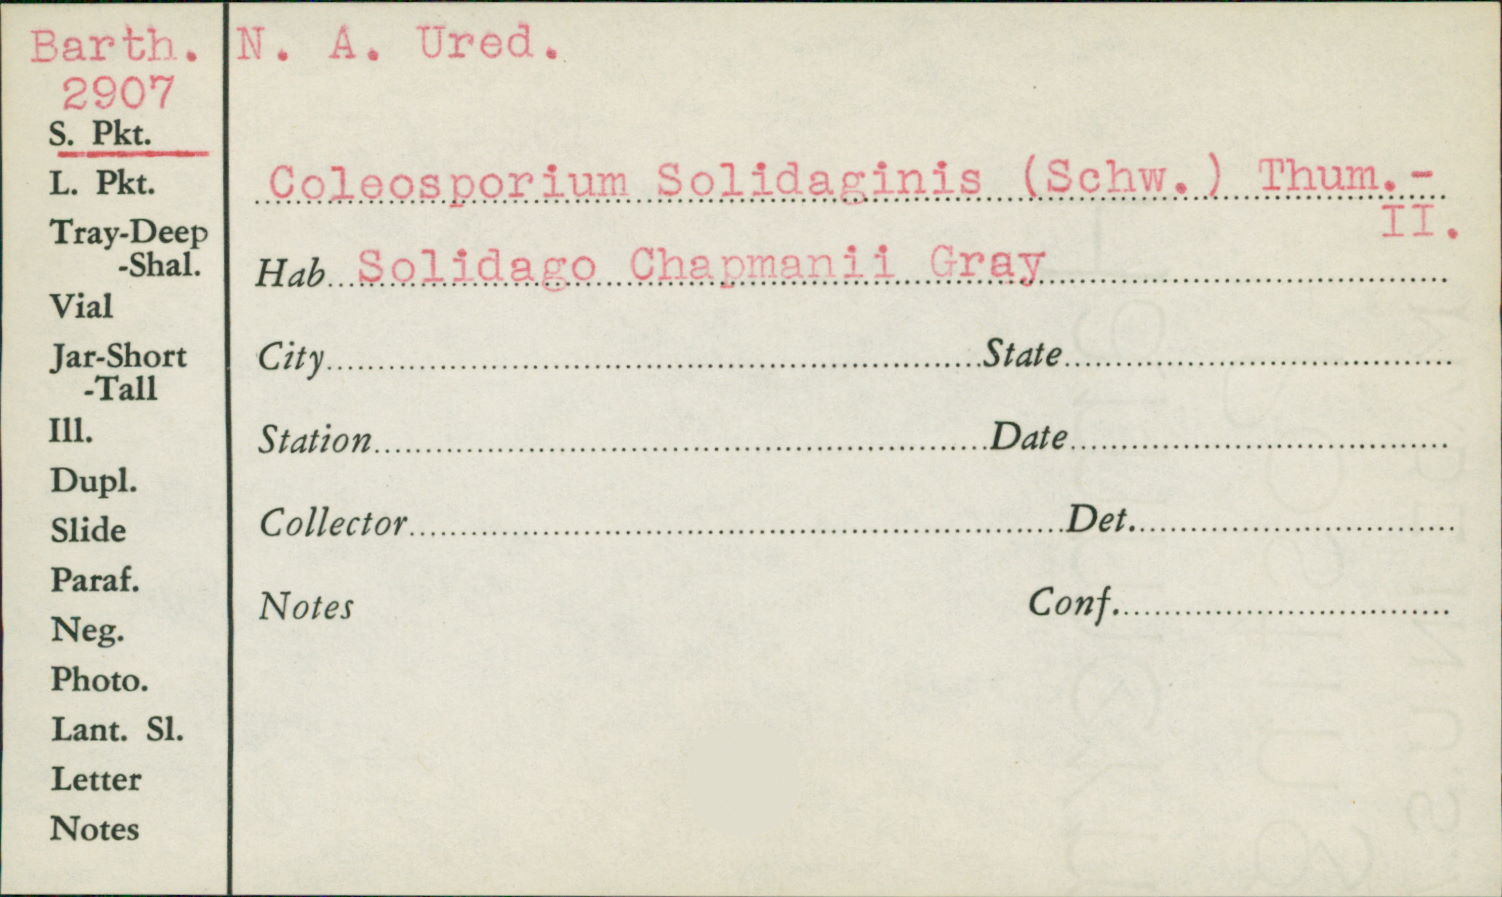 Barth. N. A. Ured.
2907
S. Pkt.
L. Pkt.
Tray-Deep
-Shal.
Vial
Jar-Short
-Tall
Ill.
Dupl.
Slide
Paraf.
Neg.
Photo.
Lant. Sl.
Letter
Notes
Coleosporium Solidaginis (Schw.) Thum.-
II.
Hab. Solidago Chapmanii Gray
City State
Station Date
Collector Det.
Notes Conf.